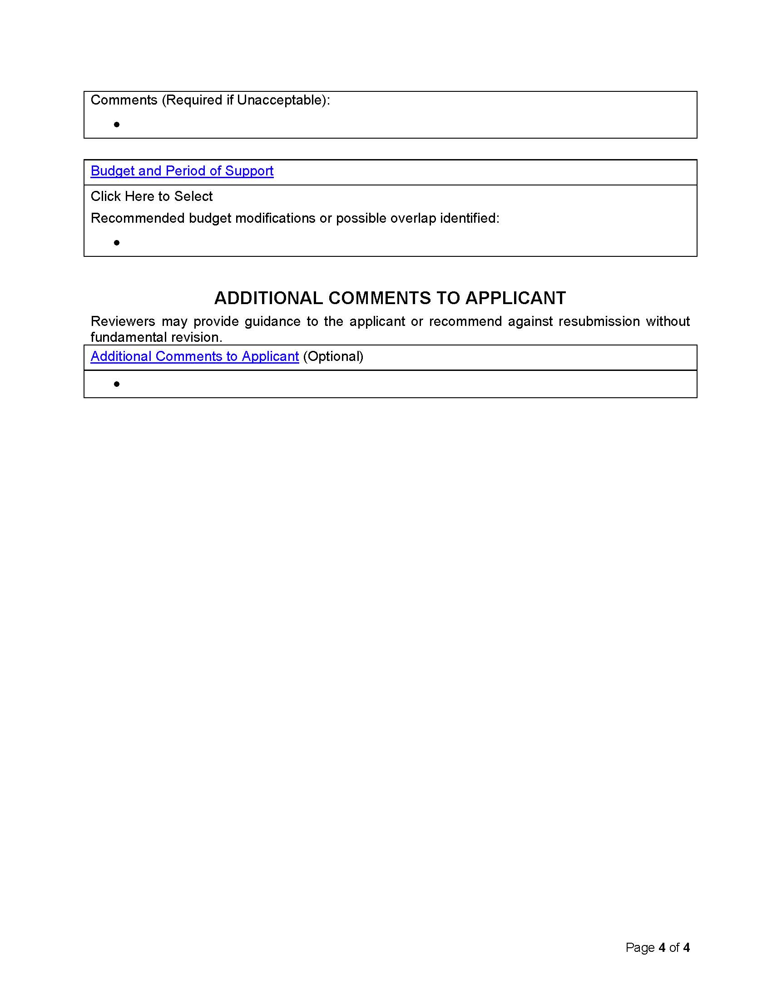 Comments (Required if Unacceptable):
•
Budget and Period of Support
Click Here to Select
Recommended budget modifications or possible overlap identified:
•
ADDITIONAL COMMENTS TO APPLICANT
Reviewers may provide guidance to the applicant or recommend against resubmission without
fundamental revision.
Additional Comments to Applicant (Optional)
•
Page 4 of 4